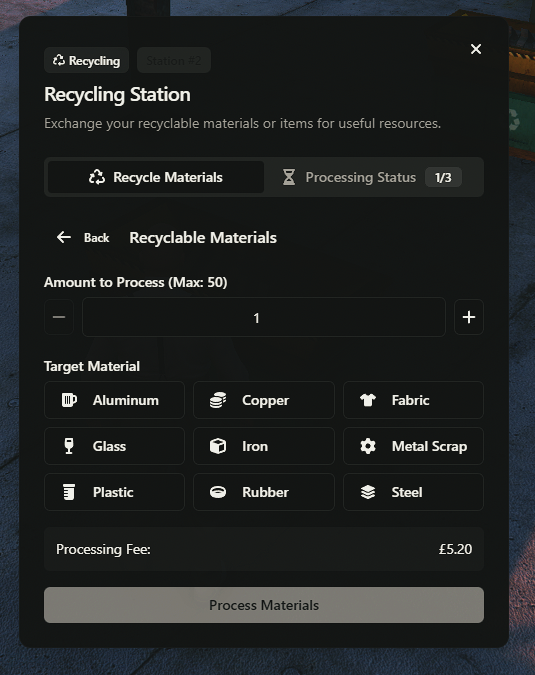 Recycling Station #2
Recycling Station
Exchange your recyclable materials or items for useful resources.
Recycle Materials Processing Status 1/3
Back Recyclable Materials
Amount to Process (Max: 50)
1
Target Material
Aluminum Copper Fabric
Glass Iron Metal Scrap
Plastic Rubber Steel
Processing Fee: £5.20
Process Materials